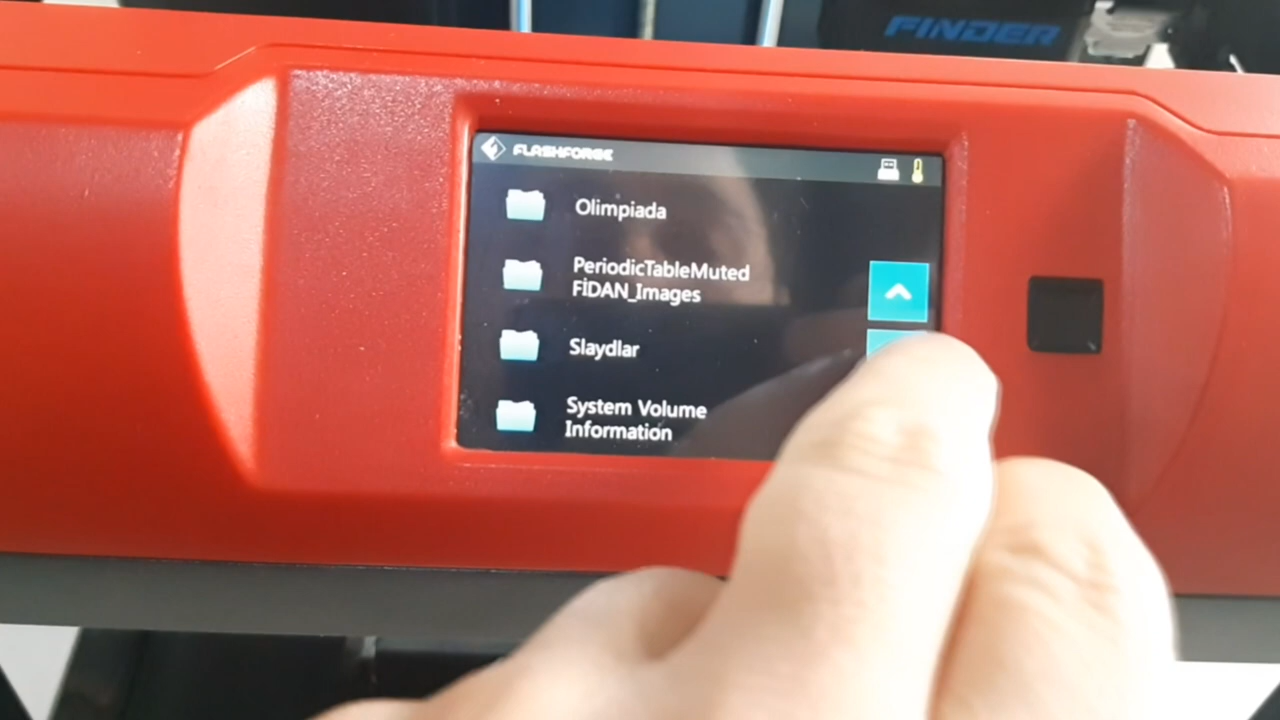 FINDER
FLASHFORGE
Olimpiada
PeriodicTableMuted
FİDAN_Images
Slaydlar
System Volume
Information